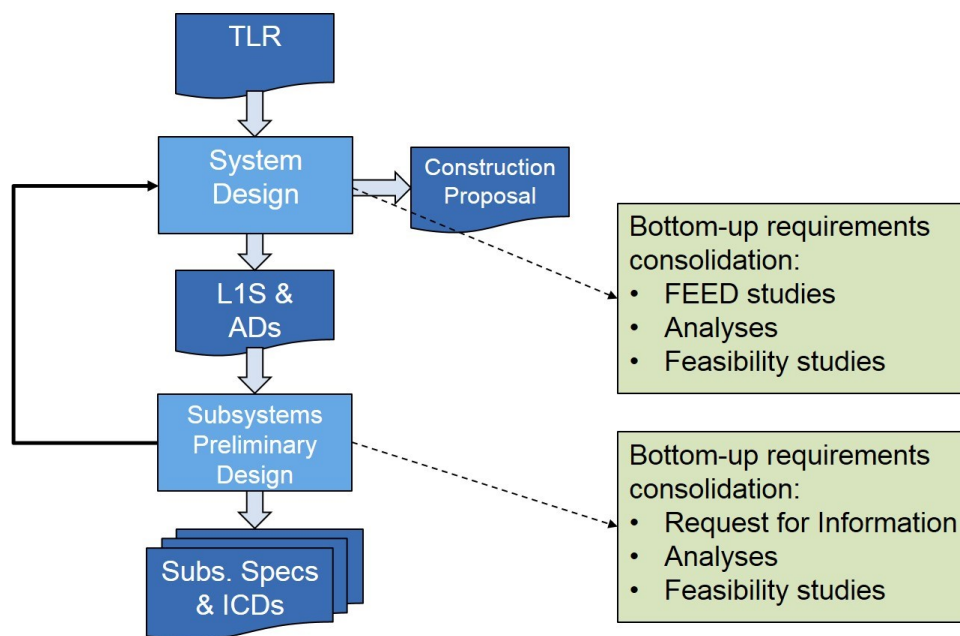 TLR
System
Design
Construction
Proposal
Bottom-up requirements
consolidation:
• FEED studies
• Analyses
• Feasibility studies
L1S &
ADs
Subsystems
Preliminary
Design
Bottom-up requirements
consolidation:
• Request for Information
• Analyses
• Feasibility studies
Subs. Specs
& ICDs